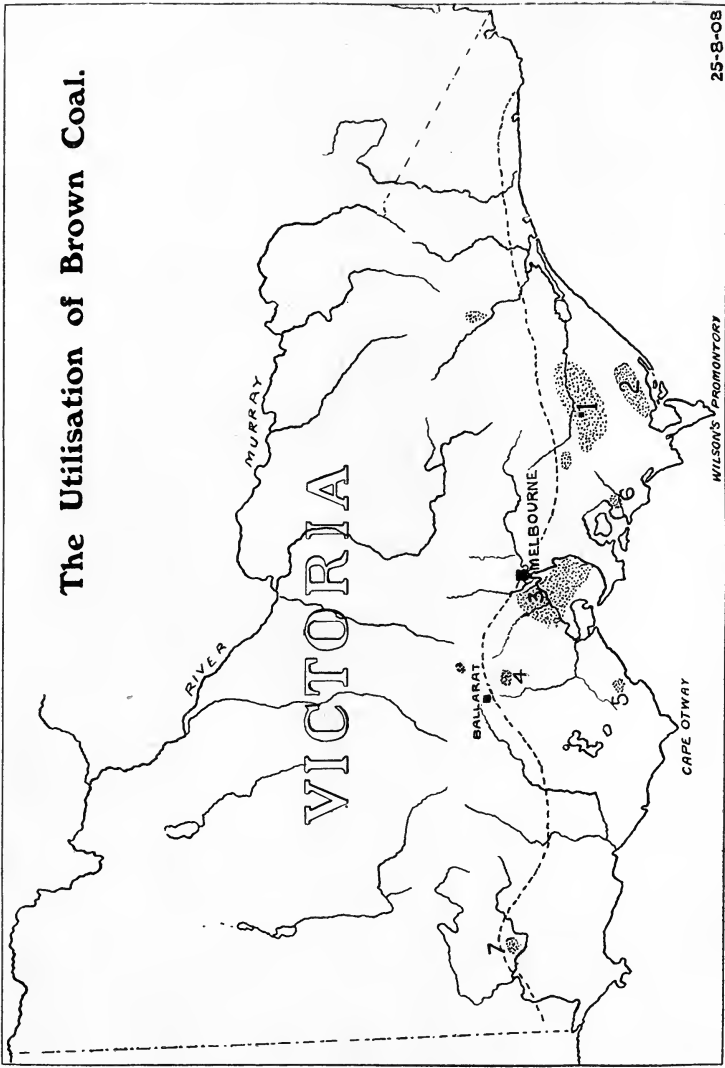 The Utilisation of Brown Coal.
RIVER
MURRAY
VICTORIA
BALLARAT
MELBOURNE
1
2
3
4
5
6
7
CAPE OTWAY
WILSON'S PROMONTORY
25-8-08